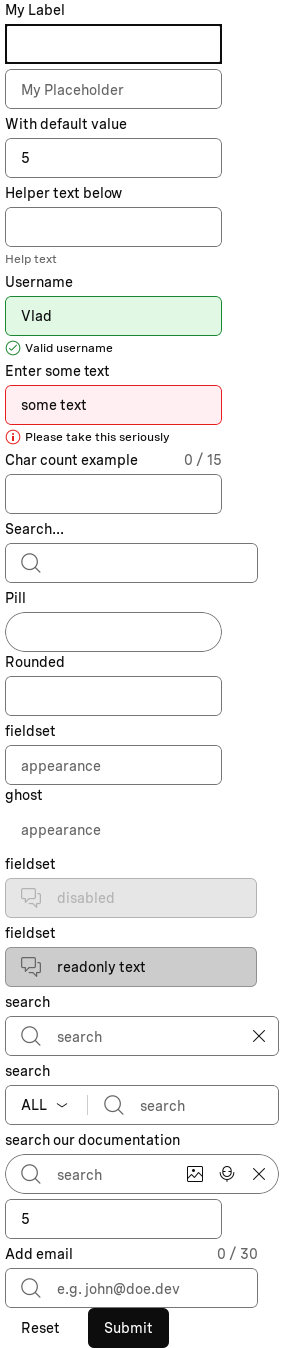 My Label
My Placeholder
With default value
5
Helper text below
Help text
Username
Vlad
Valid username
Enter some text
some text
Please take this seriously
Char count example 0 / 15
Search...
Pill
Rounded
fieldset
appearance
ghost
appearance
fieldset
disabled
fieldset
readonly text
search
search
search
ALL search
search our documentation
search
5
Add email 0 / 30
e.g. john@doe.dev
Reset Submit